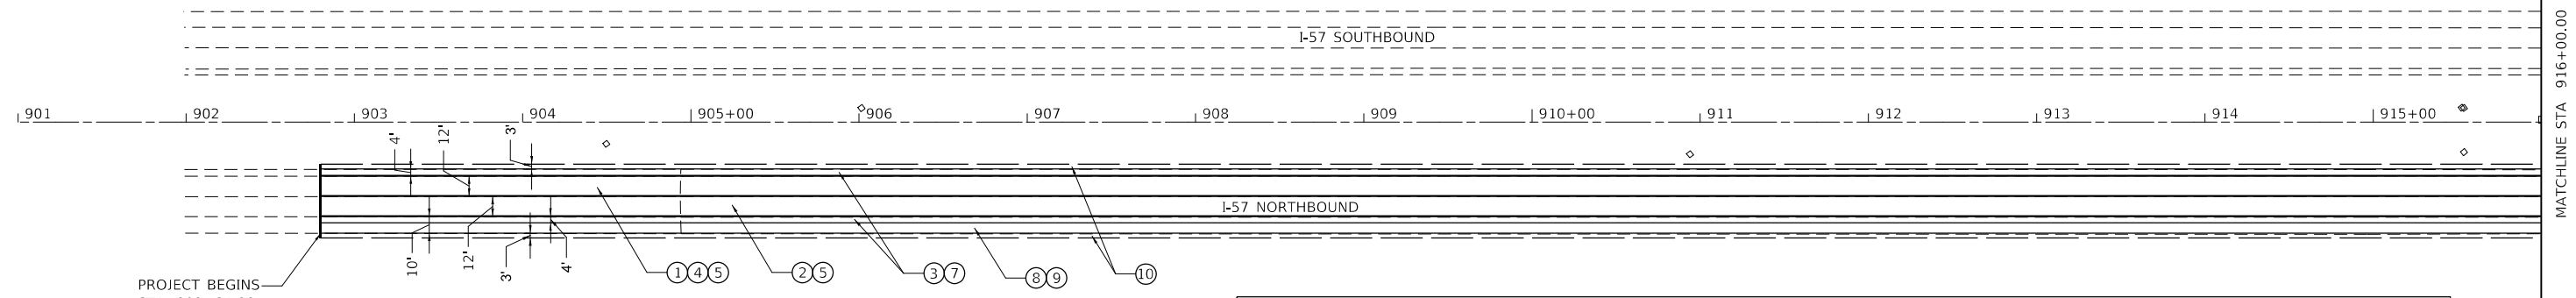 I-57 SOUTHBOUND
MATCHLINE STA 916+00.00
901 902 903 904 905+00 906 907 908 909 910+00 911 912 913 914 915+00
4' 12' 3'
I-57 NORTHBOUND
10' 12' 3' 4'
1 4 5 2 5 3 7 8 9 10
PROJECT BEGINS